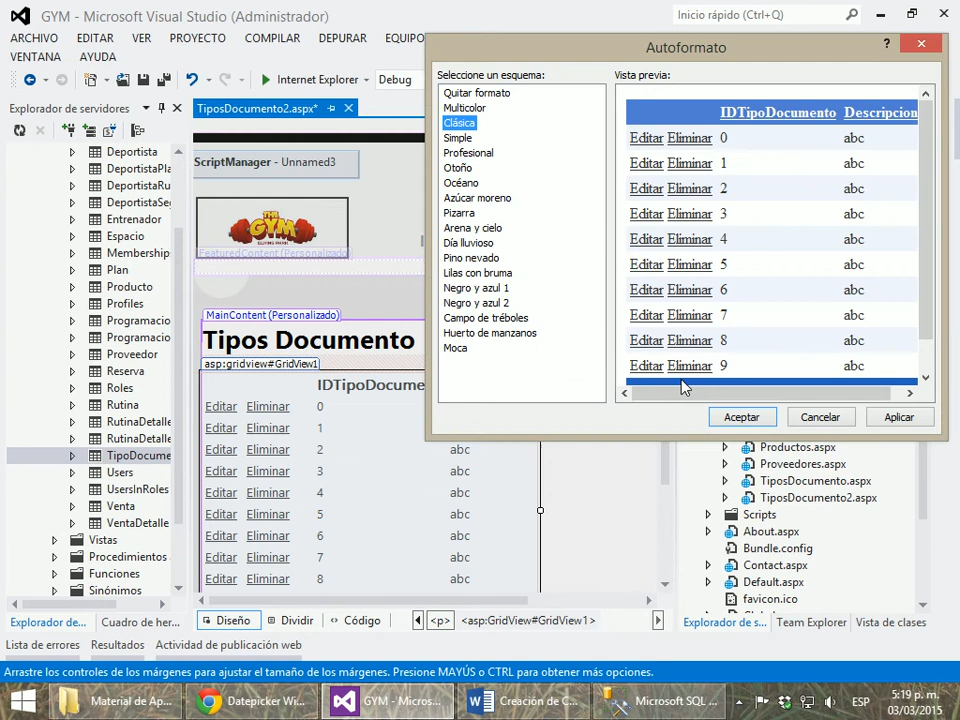 GYM - Microsoft Visual Studio (Administrador)
Inicio rápido (Ctrl+Q)
ARCHIVO EDITAR VER PROYECTO COMPILAR DEPURAR EQUIPO
VENTANA AYUDA
Internet Explorer Debug
Explorador de servidores
TiposDocumento2.aspx*
Deportista
DeportistaPla
DeportistaRu
DeportistaSeg
Entrenador
Espacio
Membership
Plan
Producto
Profiles
Programacio
Programacio
Proveedor
Reserva
Roles
Rutina
RutinaDetalle
RutinaDetalle
TipoDocume
Users
UsersInRoles
Venta
VentaDetalle
Vistas
Procedimientos
Funciones
Sinónimos
Explorador de... Cuadro de her...
ScriptManager - Unnamed3
THE GYM
FeaturedContent (Personalizado)
MainContent (Personalizado)
Tipos Documento
asp:gridview#GridView1
IDTipoDocume
Editar Eliminar 0
Editar Eliminar 1
Editar Eliminar 2 abc
Editar Eliminar 3 abc
Editar Eliminar 4 abc
Editar Eliminar 5 abc
Editar Eliminar 6 abc
Editar Eliminar 7 abc
Editar Eliminar 8 abc
Diseño Dividir Código <p> <asp:GridView#GridView1>
Autoformato
Seleccione un esquema:
Quitar formato
Multicolor
Clásica
Simple
Profesional
Otoño
Océano
Azúcar moreno
Pizarra
Arena y cielo
Día lluvioso
Pino nevado
Lilas con bruma
Negro y azul 1
Negro y azul 2
Campo de tréboles
Huerto de manzanos
Moca
Vista previa:
IDTipoDocumento Descripcion
Editar Eliminar 0 abc
Editar Eliminar 1 abc
Editar Eliminar 2 abc
Editar Eliminar 3 abc
Editar Eliminar 4 abc
Editar Eliminar 5 abc
Editar Eliminar 6 abc
Editar Eliminar 7 abc
Editar Eliminar 8 abc
Editar Eliminar 9 abc
Aceptar Cancelar Aplicar
Productos.aspx
Proveedores.aspx
TiposDocumento.aspx
TiposDocumento2.aspx
Scripts
About.aspx
Bundle.config
Contact.aspx
Default.aspx
favicon.ico
Explorador de s... Team Explorer Vista de clases
Lista de errores Resultados Actividad de publicación web
Arrastre los controles de los márgenes para ajustar el tamaño de los márgenes. Presione MAYÚS o CTRL para obtener más opciones.
Material de Ap... Datepicker Wi... GYM - Micros... Creación de C... Microsoft SQL ... ESP 5:19 p. m.
03/03/2015